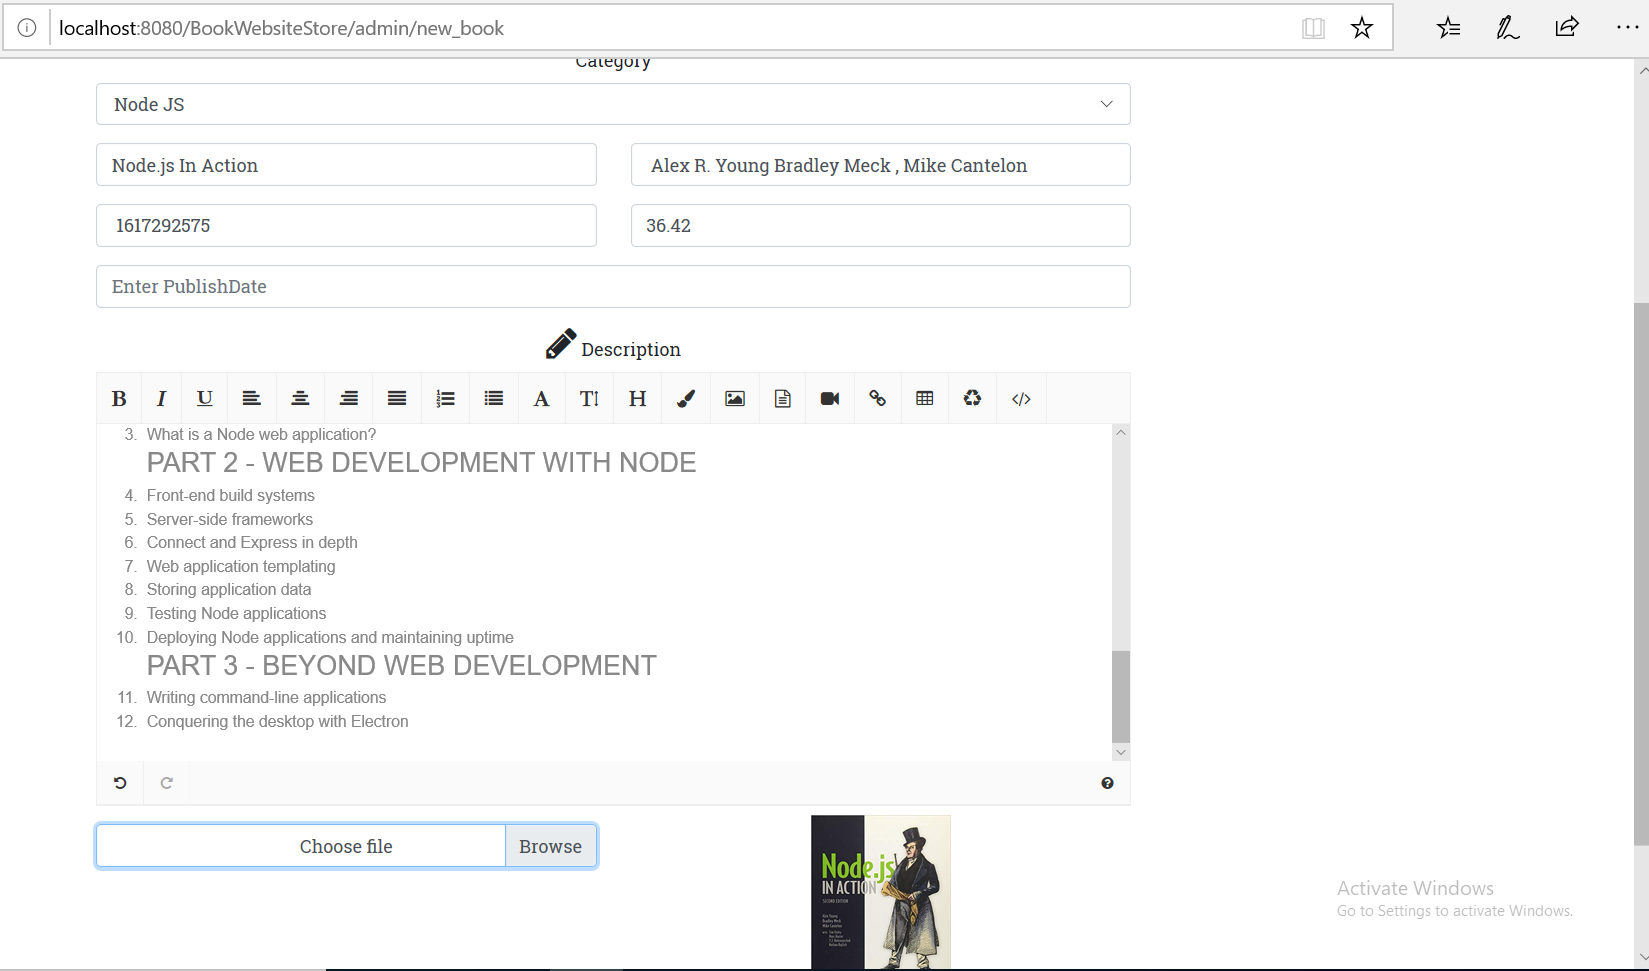 localhost:8080/BookWebsiteStore/admin/new_book
Category
Node JS
Node.js In Action
Alex R. Young Bradley Meck , Mike Cantelon
1617292575
36.42
Enter PublishDate
Description
3. What is a Node web application?
PART 2 - WEB DEVELOPMENT WITH NODE
4. Front-end build systems
5. Server-side frameworks
6. Connect and Express in depth
7. Web application templating
8. Storing application data
9. Testing Node applications
10. Deploying Node applications and maintaining uptime
PART 3 - BEYOND WEB DEVELOPMENT
11. Writing command-line applications
12. Conquering the desktop with Electron
Choose file
Browse
Node.js
IN ACTION
SECOND EDITION
Activate Windows
Go to Settings to activate Windows.